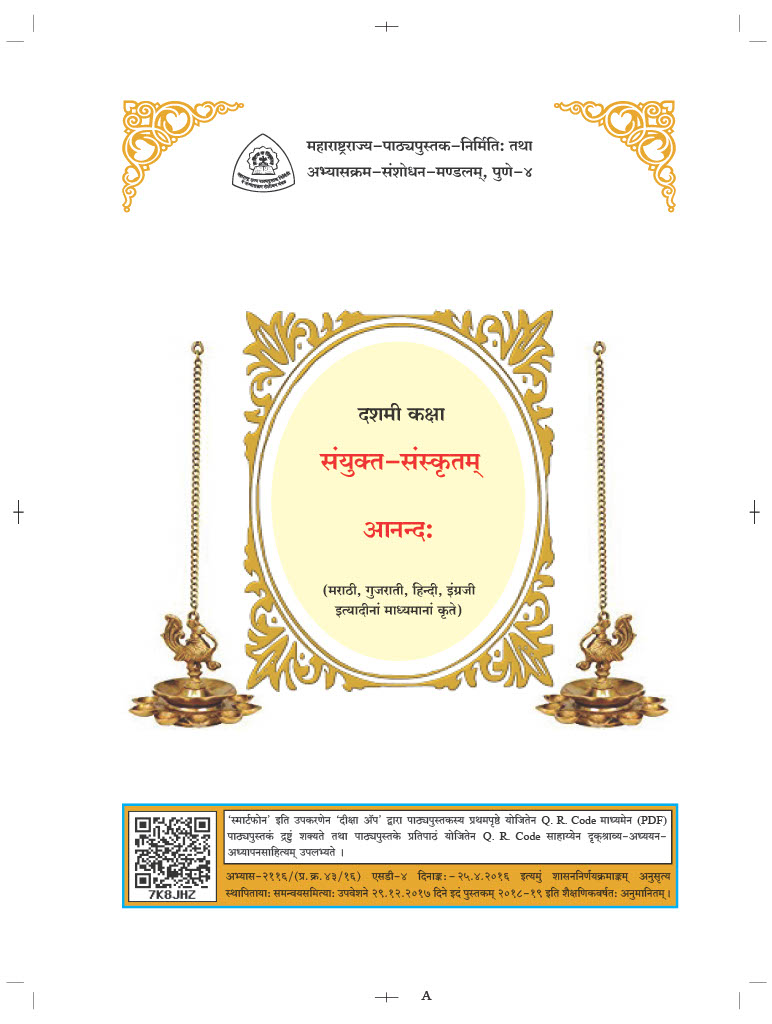 महाराष्ट्रराज्य-पाठ्यपुस्तक-निर्मितिः तथा
अभ्यासक्रम-संशोधन-मण्डलम्, पुणे-४
दशमी कक्षा
संयुक्त-संस्कृतम्
आनन्दः
(मराठी, गुजराती, हिन्दी, इंग्रजी
इत्यादीनां माध्यमानां कृते)
‘स्मार्टफोन’ इति उपकरणेन ‘दीक्षा ॲप’ द्वारा पाठ्यपुस्तकस्य प्रथमपृष्ठे योजितेन Q. R. Code माध्यमेन (PDF)
पाठ्यपुस्तकं द्रष्टुं शक्यते तथा पाठ्यपुस्तके प्रतिपाठं योजितेन Q. R. Code साहाय्येन दृक्‌श्राव्य-अध्ययन-
अध्यापनसाहित्यम् उपलभ्यते ।
7K8JHZ
अभ्यास-२११६/(प्र.क्र.४३/१६) एसडी-४ दिनाङ्कः-२५.४.२०१६ इत्यमुं शासननिर्णयक्रमाङ्कम् अनुसृत्य
स्थापितायाः समन्वयसमित्याः उपवेशने २९.१२.२०१७ दिने इदं पुस्तकम् २०१८-१९ इति शैक्षणिकवर्षतः अनुमानितम् ।
A